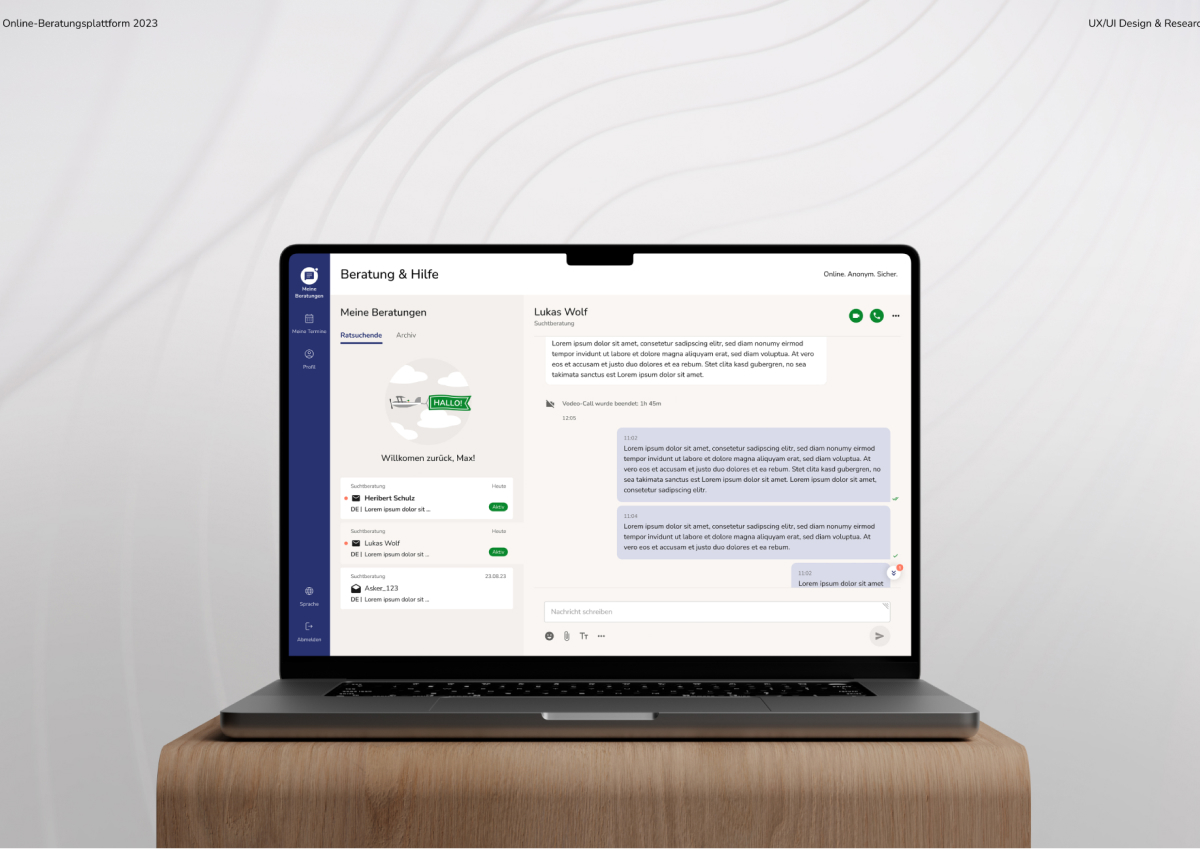 Online-Beratungsplattform 2023
UX/UI Design & Researc
Meine
Beratungen
Meine Termine
Profil
Sprache
Abmelden
Beratung & Hilfe
Online. Anonym. Sicher.
Meine Beratungen
Ratsuchende
Archiv
HALLO!
Willkomen zurück, Max!
Suchtberatung
Heute
Heribert Schulz
DE | Lorem ipsum dolor sit ...
Aktiv
Suchtberatung
Heute
Lukas Wolf
DE | Lorem ipsum dolor sit ...
Aktiv
Suchtberatung
23.08.23
Asker_123
DE | Lorem ipsum dolor sit ...
Lukas Wolf
Suchtberatung
Lorem ipsum dolor sit amet, consetetur sadipscing elitr, sed diam nonumy eirmod
tempor invidunt ut labore et dolore magna aliquyam erat, sed diam voluptua. At vero
eos et accusam et justo duo dolores et ea rebum. Stet clita kasd gubergren, no sea
takimata sanctus est Lorem ipsum dolor sit amet.
Vedeo-Call wurde beendet: 1h 45m
12:05
11:02
Lorem ipsum dolor sit amet, consetetur sadipscing elitr, sed diam nonumy eirmod
tempor invidunt ut labore et dolore magna aliquyam erat, sed diam voluptua. At
vero eos et accusam et justo duo dolores et ea rebum. Stet clita kasd gubergren, no
sea takimata sanctus est Lorem ipsum dolor sit amet. Lorem ipsum dolor sit amet,
consetetur sadipscing elitr.
11:04
Lorem ipsum dolor sit amet, consetetur sadipscing elitr, sed diam nonumy eirmod
tempor invidunt ut labore et dolore magna aliquyam erat, sed diam voluptua. At
vero eos et accusam et justo duo dolores et ea rebum.
11:02
Lorem ipsum dolor sit amet
Nachricht schreiben
Tт